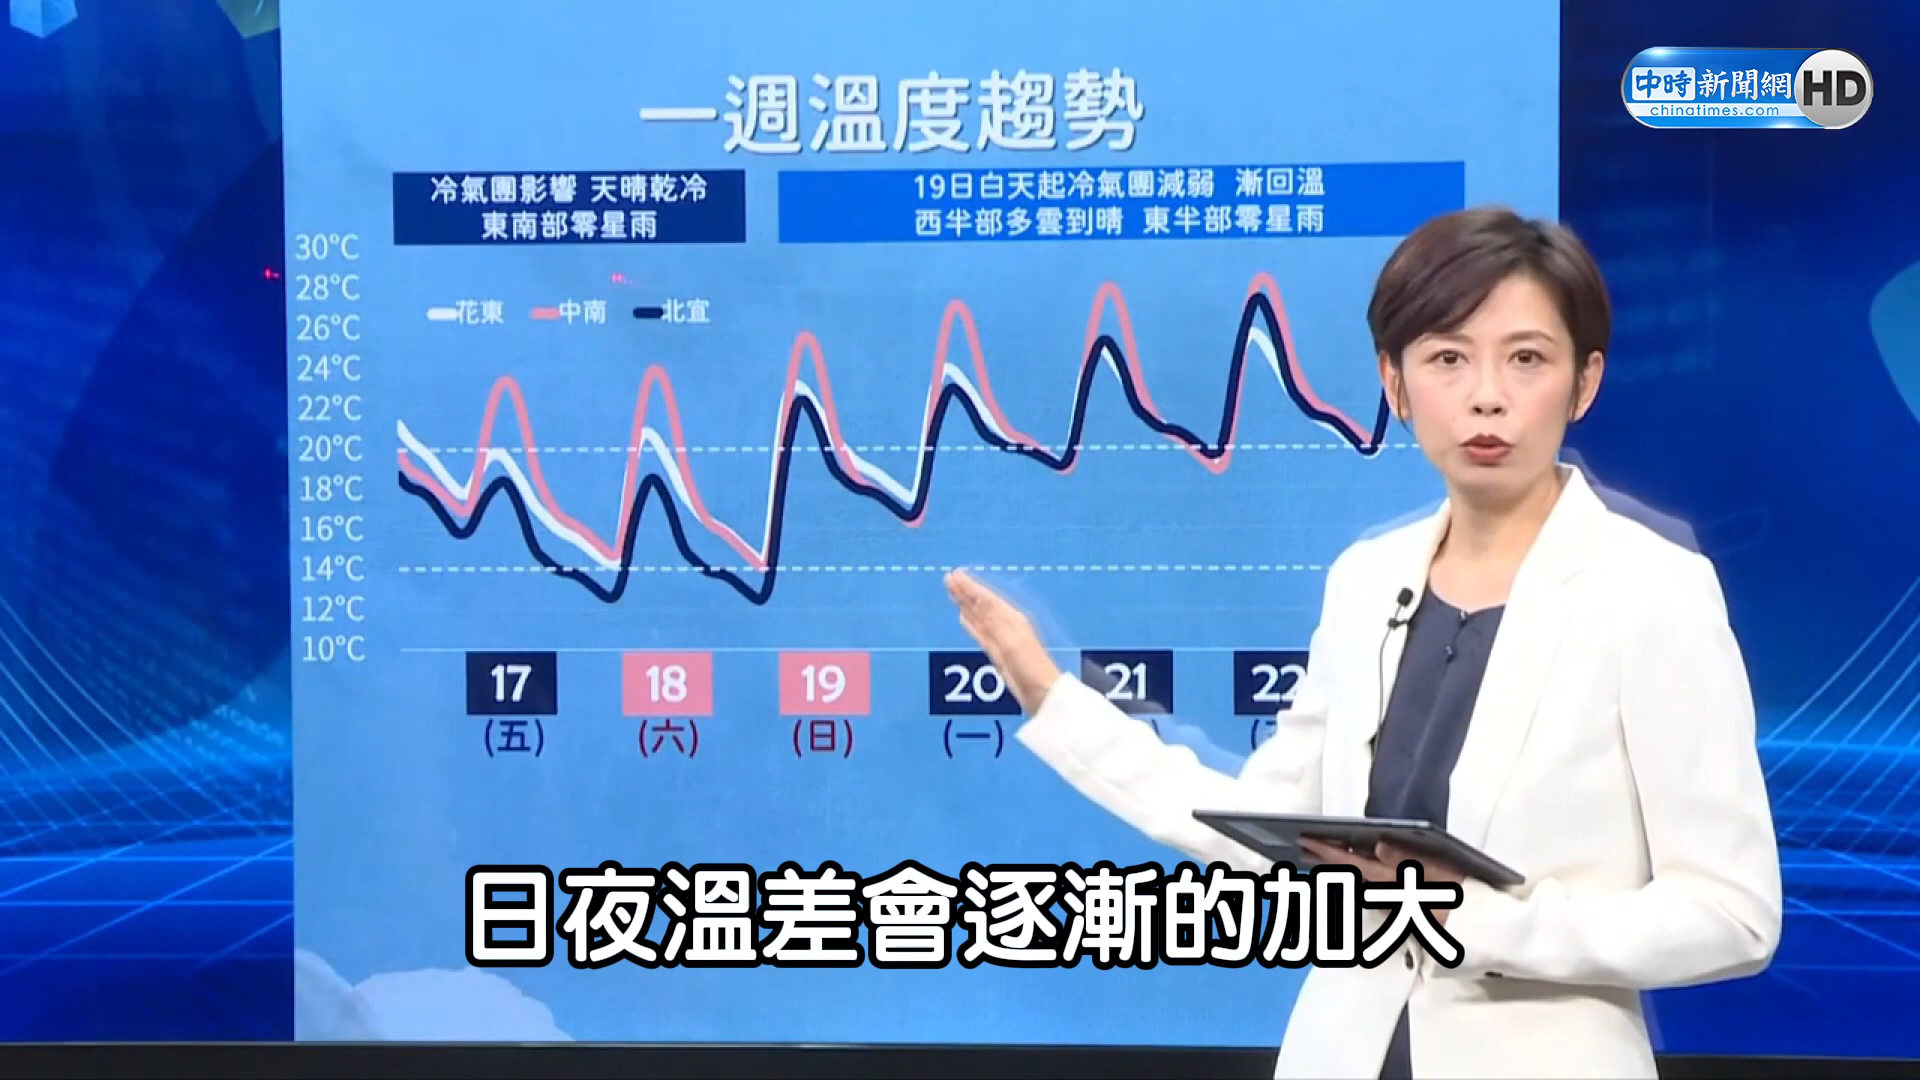 中時新聞網 HD
chinatimes.com
一週溫度趨勢
冷氣團影響 天晴乾冷
東南部零星雨
19日白天起冷氣團減弱 漸回溫
西半部多雲到晴 東半部零星雨
30°C
28°C
26°C
24°C
22°C
20°C
18°C
16°C
14°C
12°C
10°C
花東 中南 北宜
17 18 19 20 21 22
(五) (六) (日) (一)
日夜溫差會逐漸的加大